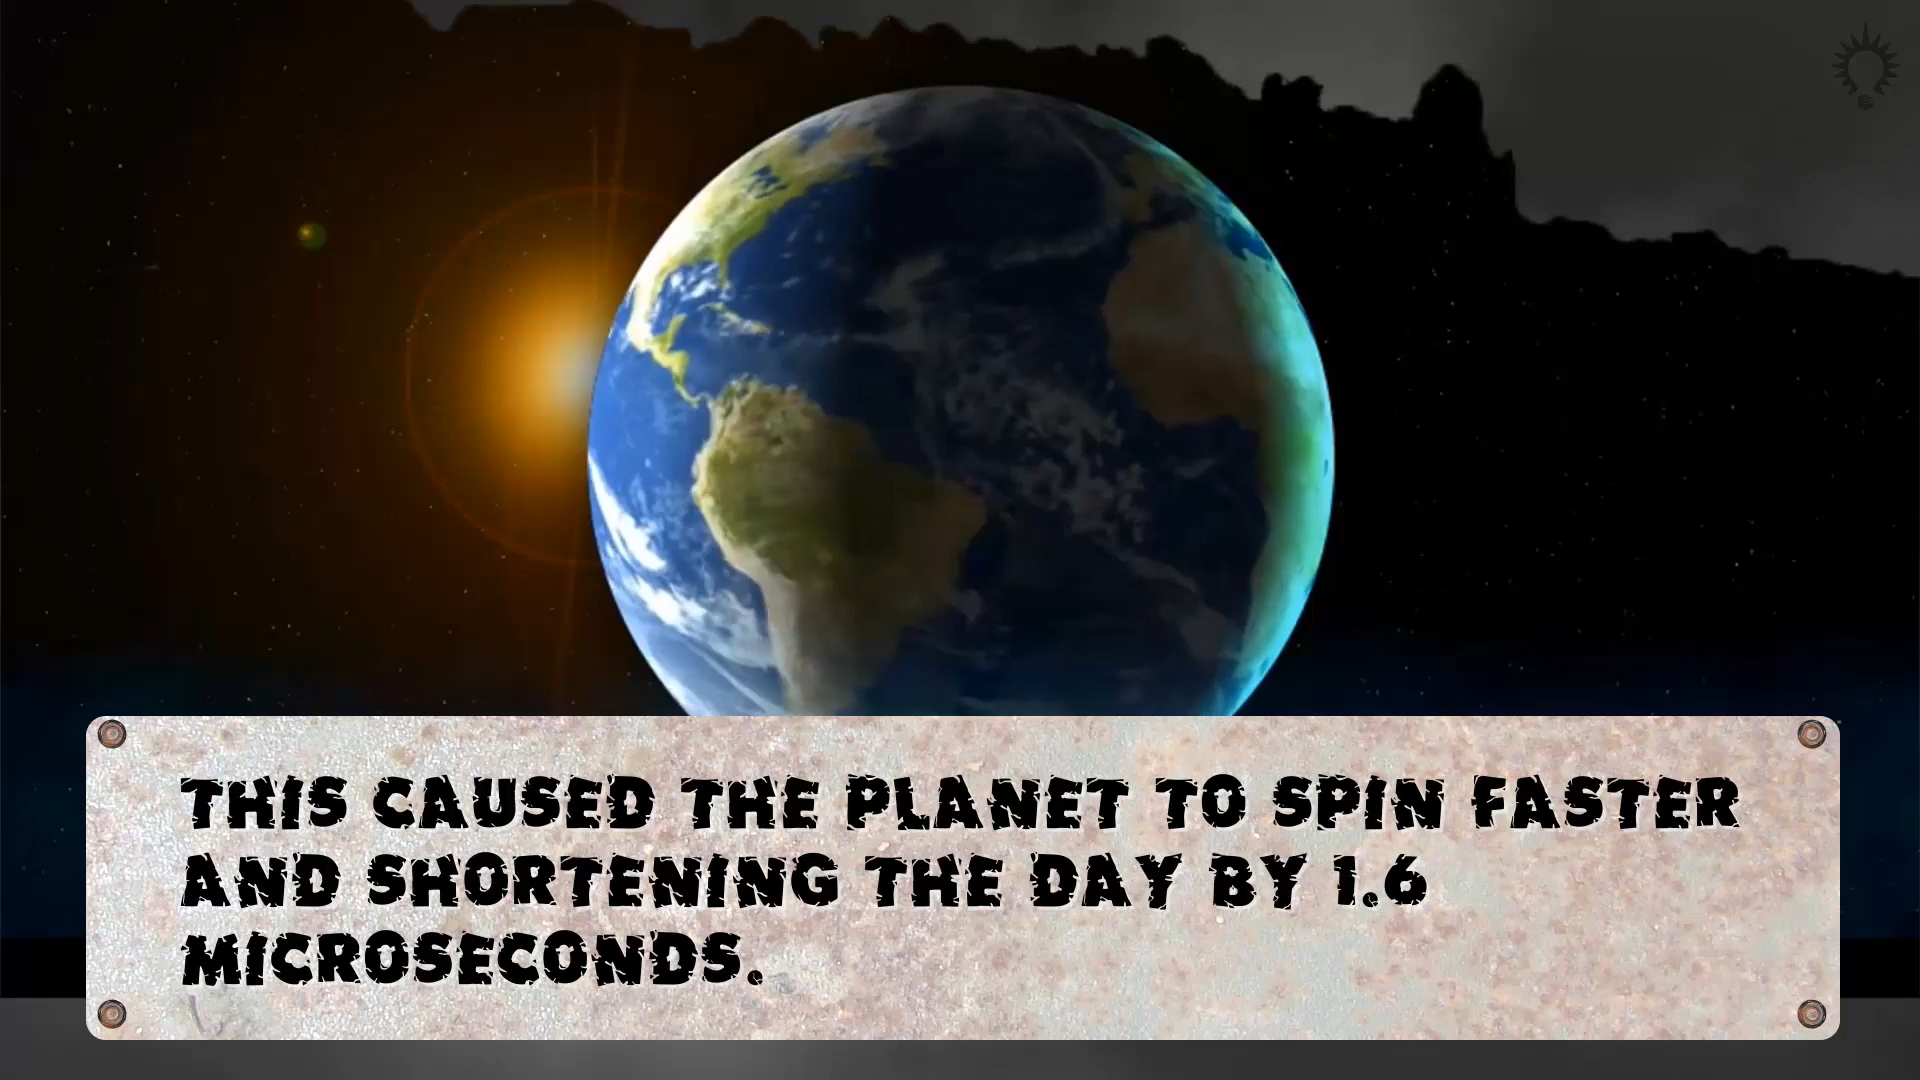 THIS CAUSED THE PLANET TO SPIN FASTER
AND SHORTENING THE DAY BY 1.6
MICROSECONDS.